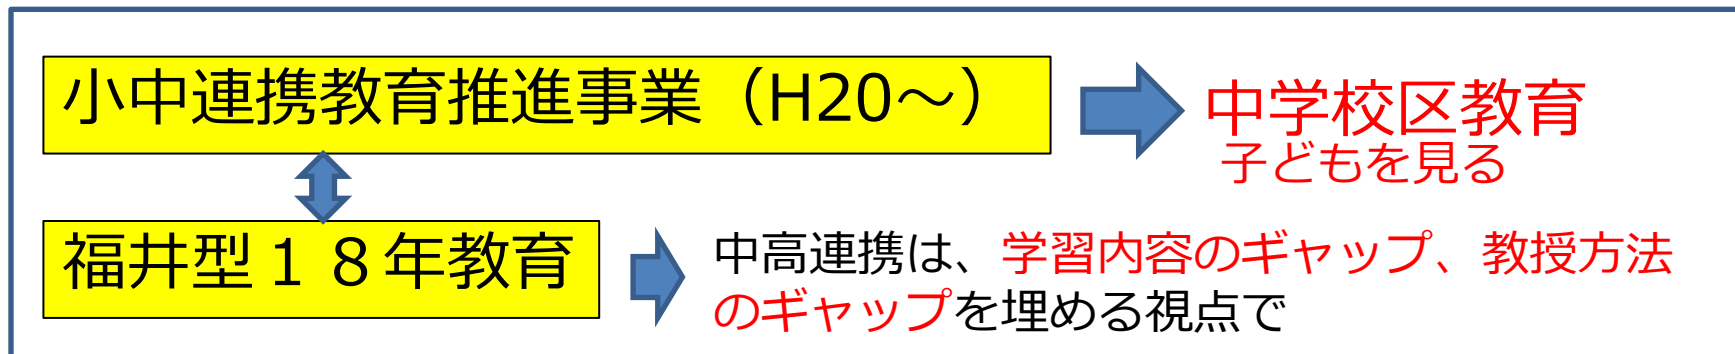 小中連携教育推進事業（H20～）
中学校区教育
子どもを見る
福井型１８年教育
中高連携は、学習内容のギャップ、教授方法
のギャップを埋める視点で